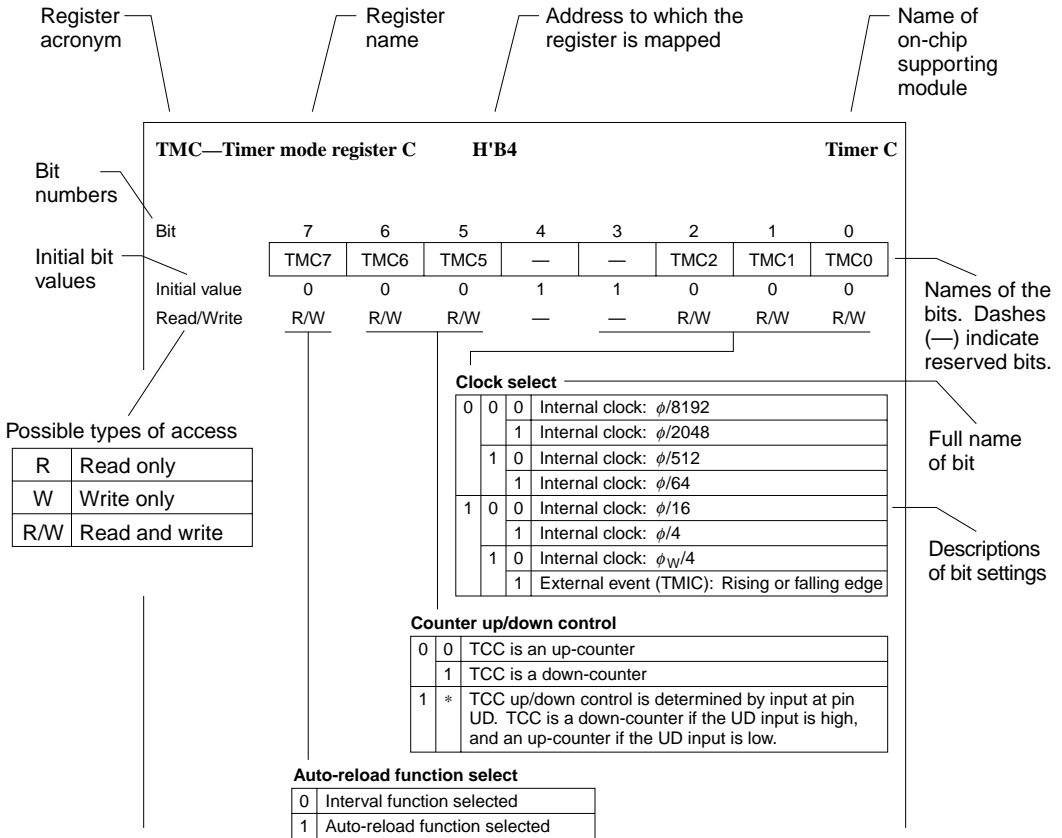 Register
acronym
Register
name
Address to which the
register is mapped
Name of
on-chip
supporting
module
TMC—Timer mode register C H'B4 Timer C
Bit
numbers
Bit 7 6 5 4 3 2 1 0
TMC7 TMC6 TMC5 — — TMC2 TMC1 TMC0
Initial bit
values
Initial value 0 0 0 1 1 0 0 0
Read/Write R/W R/W R/W — — R/W R/W R/W
Names of the
bits. Dashes
(—) indicate
reserved bits.
Possible types of access
R Read only
W Write only
R/W Read and write
Clock select
0 0 0 Internal clock: ϕ/8192
1 Internal clock: ϕ/2048
1 0 Internal clock: ϕ/512
1 Internal clock: ϕ/64
1 0 0 Internal clock: ϕ/16
1 Internal clock: ϕ/4
1 0 Internal clock: ϕW/4
1 External event (TMIC): Rising or falling edge
Full name
of bit
Descriptions
of bit settings
Counter up/down control
0 0 TCC is an up-counter
1 TCC is a down-counter
1 * TCC up/down control is determined by input at pin
UD. TCC is a down-counter if the UD input is high,
and an up-counter if the UD input is low.
Auto-reload function select
0 Interval function selected
1 Auto-reload function selected